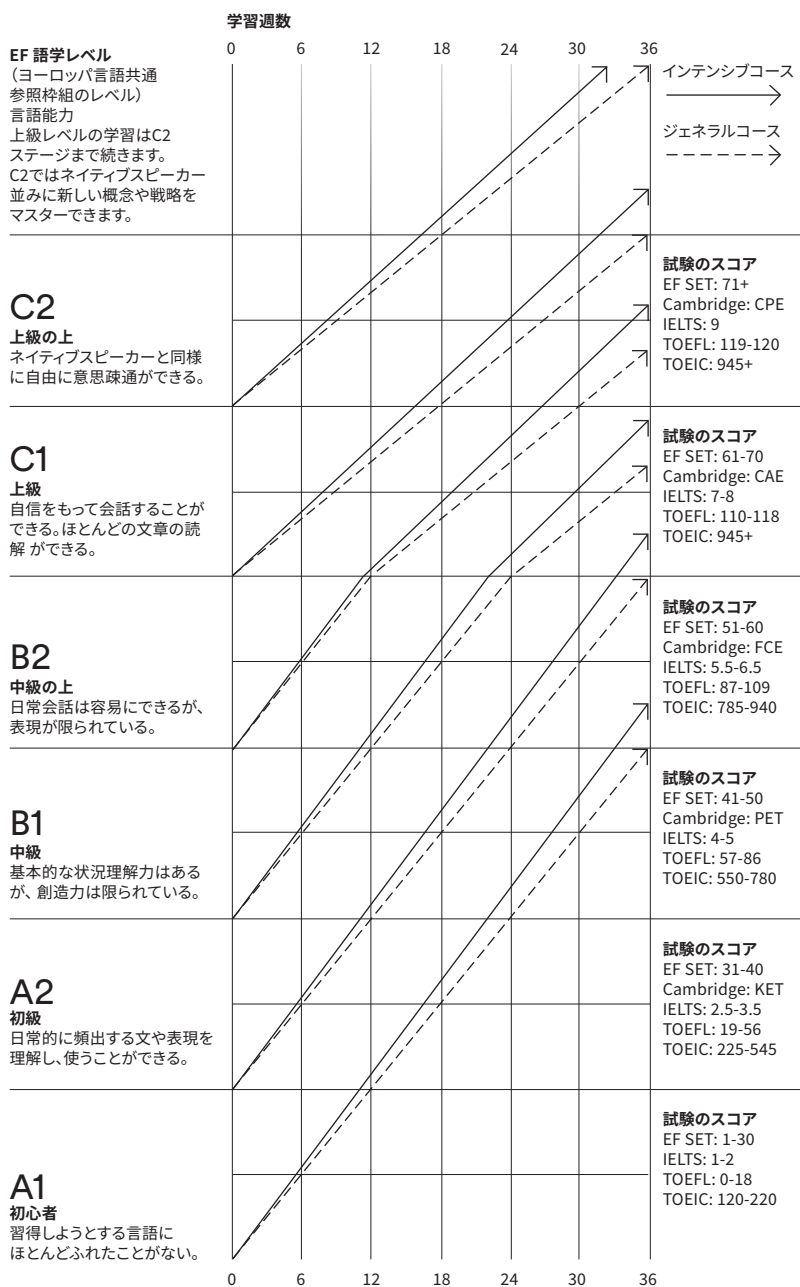 学習週数
0 6 12 18 24 30 36
EF 語学レベル
（ヨーロッパ言語共通
参照枠組のレベル）
言語能力
上級レベルの学習はC2
ステージまで続きます。
C2ではネイティブスピーカー
並みに新しい概念や戦略を
マスターできます。
インテンシブコース
ジェネラルコース
C2
上級の上
ネイティブスピーカーと同様
に自由に意思疎通ができる。
試験のスコア
EF SET: 71+
Cambridge: CPE
IELTS: 9
TOEFL: 119-120
TOEIC: 945+
C1
上級
自信をもって会話することが
できる。ほとんどの文章の読
解 ができる。
試験のスコア
EF SET: 61-70
Cambridge: CAE
IELTS: 7-8
TOEFL: 110-118
TOEIC: 945+
B2
中級の上
日常会話は容易にできるが、
表現が限られている。
試験のスコア
EF SET: 51-60
Cambridge: FCE
IELTS: 5.5-6.5
TOEFL: 87-109
TOEIC: 785-940
B1
中級
基本的な状況理解力はある
が、創造力は限られている。
試験のスコア
EF SET: 41-50
Cambridge: PET
IELTS: 4-5
TOEFL: 57-86
TOEIC: 550-780
A2
初級
日常的に頻出する文や表現を
理解し、使うことができる。
試験のスコア
EF SET: 31-40
Cambridge: KET
IELTS: 2.5-3.5
TOEFL: 19-56
TOEIC: 225-545
A1
初心者
習得しようとする言語に
ほとんどふれたことがない。
試験のスコア
EF SET: 1-30
IELTS: 1-2
TOEFL: 0-18
TOEIC: 120-220
0 6 12 18 24 30 36